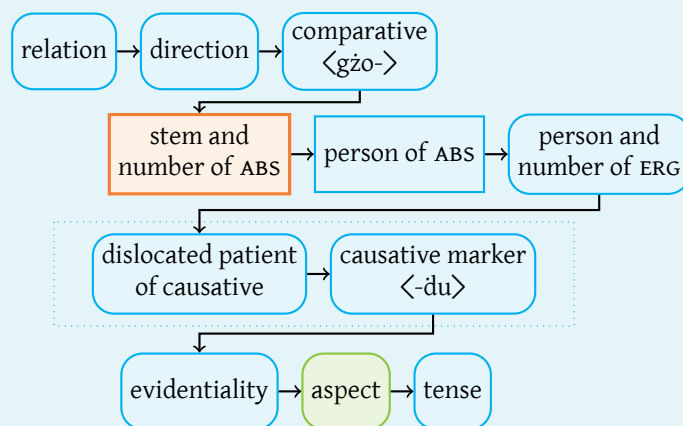 relation
direction
comparative
⟨gżo-⟩
stem and
number of ABS
person of ABS
person and
number of ERG
dislocated patient
of causative
causative marker
⟨-ḋu⟩
evidentiality
aspect
tense